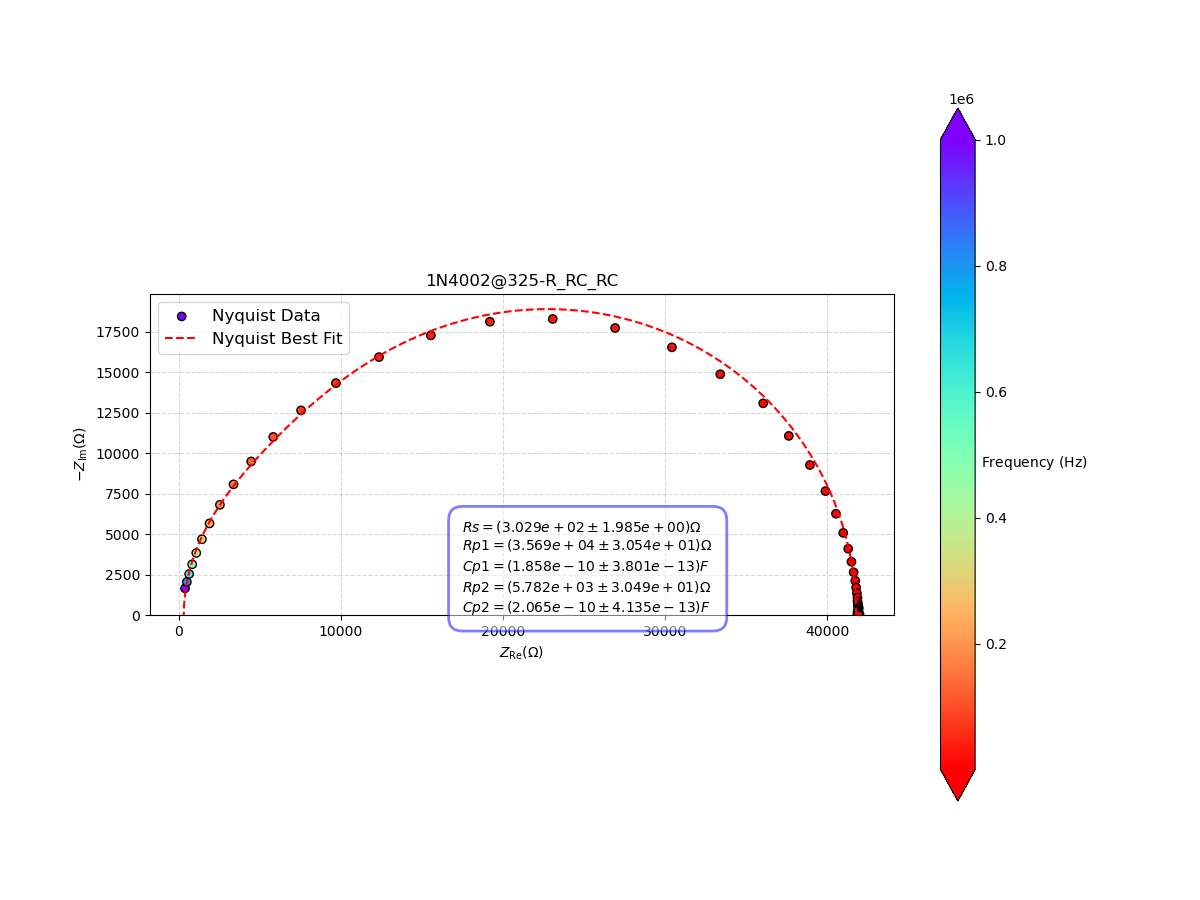 1e6
1.0
0.8
0.6
Frequency (Hz)
0.4
0.2
1N4002@325-R_RC_RC
Nyquist Data
Nyquist Best Fit
17500
15000
12500
10000
7500
5000
2500
0
−Z_Im(Ω)
Rs = (3.029e + 02 ± 1.985e + 00)Ω
Rp1 = (3.569e + 04 ± 3.054e + 01)Ω
Cp1 = (1.858e − 10 ± 3.801e − 13)F
Rp2 = (5.782e + 03 ± 3.049e + 01)Ω
Cp2 = (2.065e − 10 ± 4.135e − 13)F
0 10000 20000 30000 40000
Z_Re(Ω)